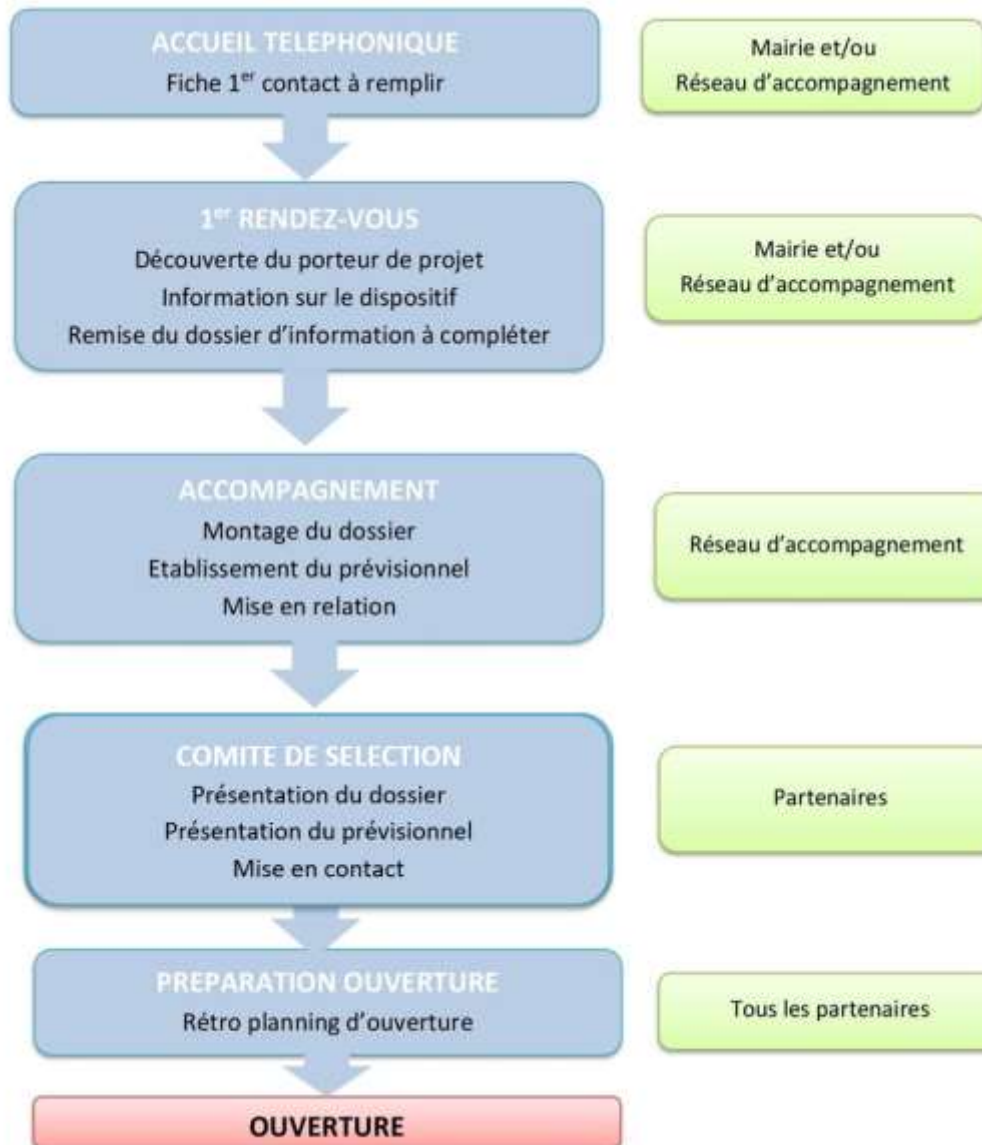 ACCUEIL TELEPHONIQUE
Fiche 1er contact à remplir
Mairie et/ou
Réseau d'accompagnement
1er RENDEZ-VOUS
Découverte du porteur de projet
Information sur le dispositif
Remise du dossier d'information à compléter
Mairie et/ou
Réseau d'accompagnement
ACCOMPAGNEMENT
Montage du dossier
Etablissement du prévisionnel
Mise en relation
Réseau d'accompagnement
COMITE DE SELECTION
Présentation du dossier
Présentation du prévisionnel
Mise en contact
Partenaires
PREPARATION OUVERTURE
Rétro planning d'ouverture
Tous les partenaires
OUVERTURE